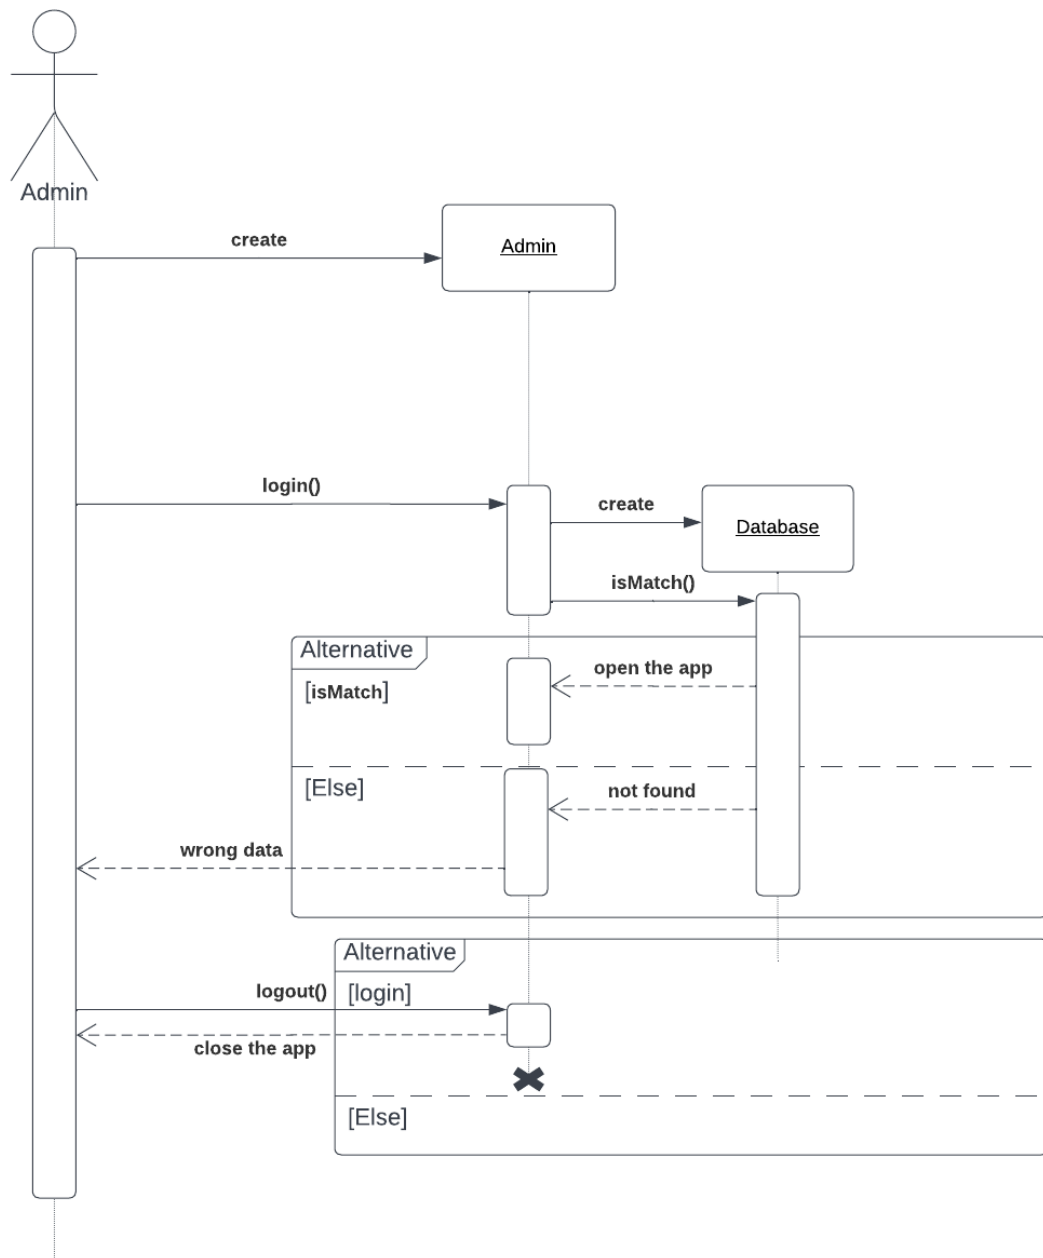 Admin
create
Admin
login()
create
Database
isMatch()
Alternative
open the app
[isMatch]
[Else]
not found
wrong data
Alternative
logout()
[login]
close the app
[Else]